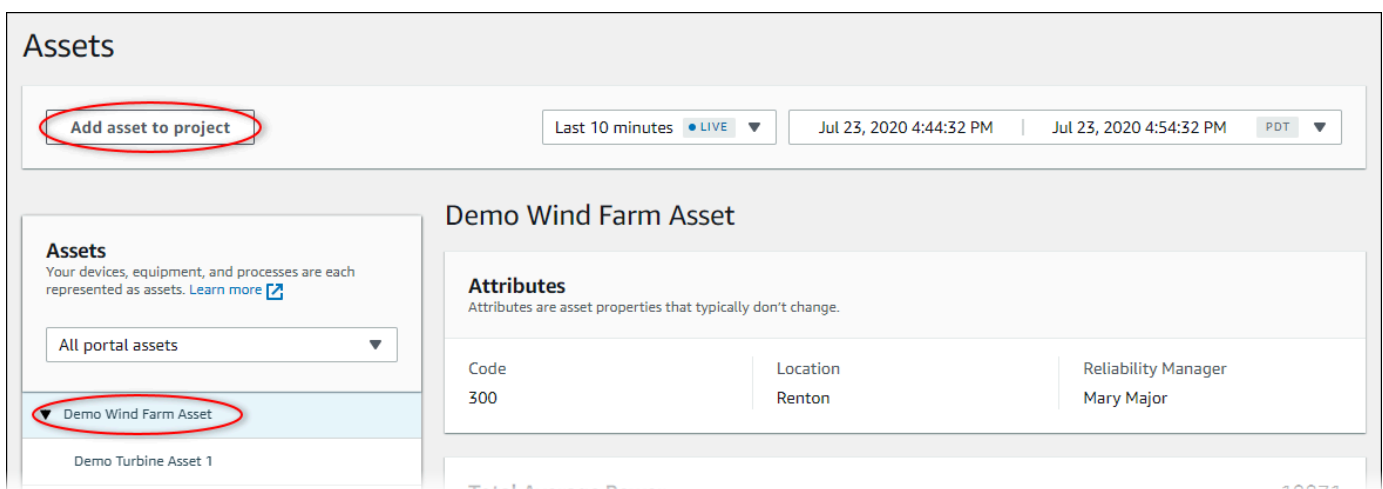 Assets
Add asset to project
Last 10 minutes LIVE
Jul 23, 2020 4:44:32 PM
Jul 23, 2020 4:54:32 PM PDT
Assets
Your devices, equipment, and processes are each
represented as assets. Learn more
All portal assets
Demo Wind Farm Asset
Demo Turbine Asset 1
Demo Wind Farm Asset
Attributes
Attributes are asset properties that typically don't change.
Code
300
Location
Renton
Reliability Manager
Mary Major